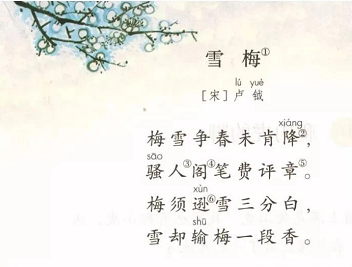 雪 梅①
lú yuè
[宋] 卢 钺
xiáng
梅雪争春未肯降②，
sāo
骚人③阁④笔费评章⑤。
xùn
梅须逊⑥雪三分白，
shū
雪却输梅一段香。